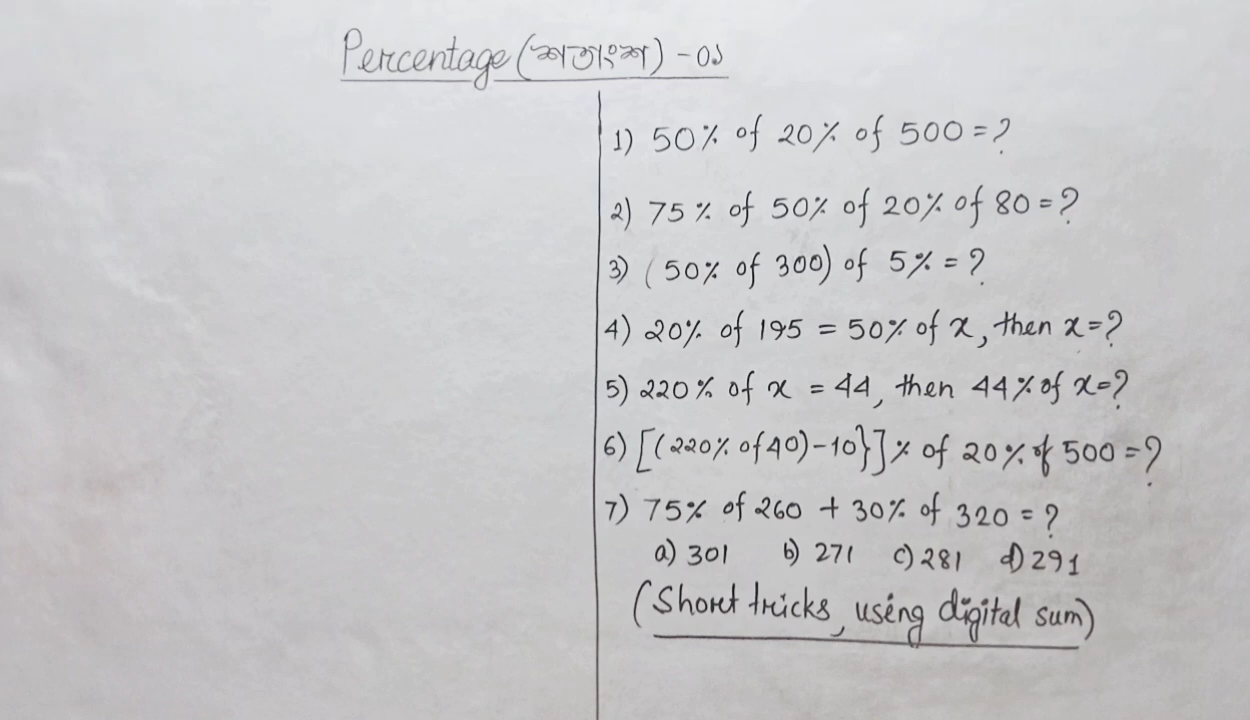 Percentage (শতাংশ) - ০১
1) 50% of 20% of 500 = ?
2) 75% of 50% of 20% of 80 = ?
3) (50% of 300) of 5% = ?
4) 20% of 195 = 50% of x, then x = ?
5) 220% of x = 44, then 44% of x = ?
6) [(220% of 40) - 10}]% of 20% of 500 = ?
7) 75% of 260 + 30% of 320 = ?
a) 301 b) 271 c) 281 d) 291
(Short tricks, using digital sum)